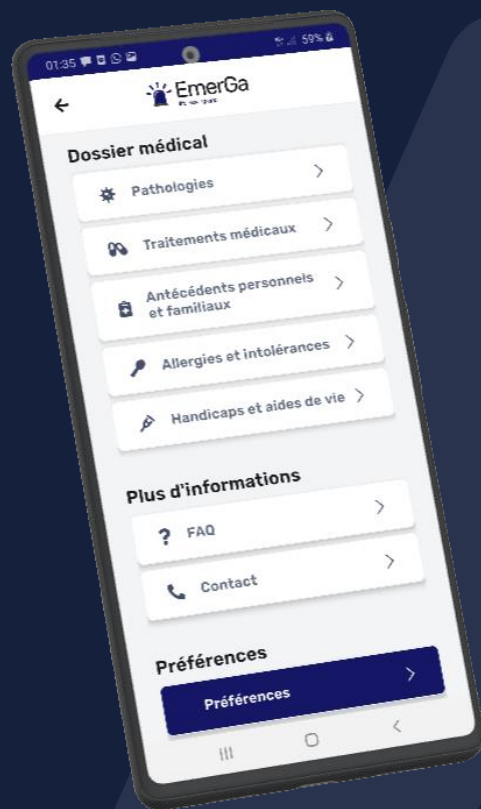 01:35
59%
EmerGa
Dossier médical
Pathologies
Traitements médicaux
Antécédents personnels
et familiaux
Allergies et intolérances
Handicaps et aides de vie
Plus d'informations
FAQ
Contact
Préférences
Préférences